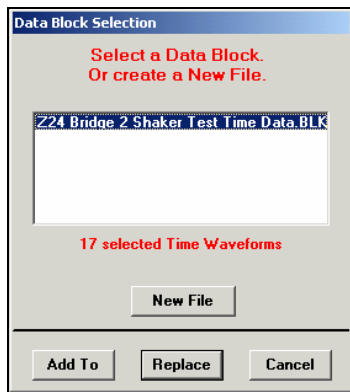 Data Block Selection
Select a Data Block.
Or create a New File.
Z24 Bridge 2 Shaker Test Time Data.BLK
17 selected Time Waveforms
New File
Add To Replace Cancel